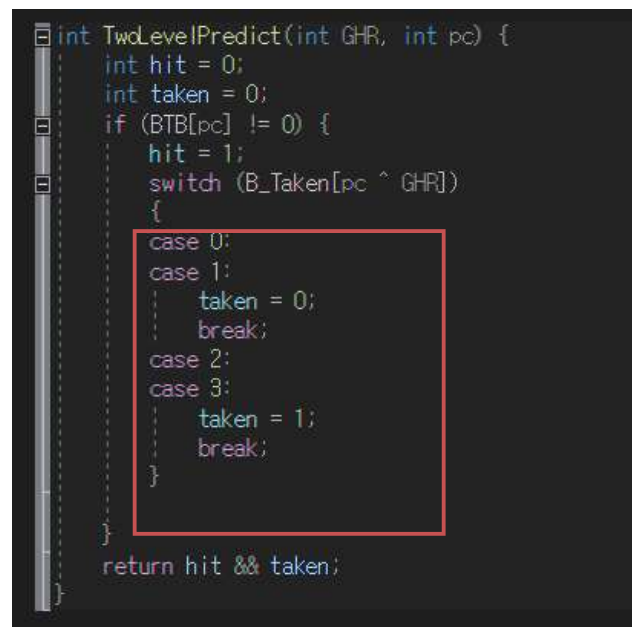 int TwoLevelPredict(int GHR, int pc) {
int hit = 0;
int taken = 0;
if (BTB[pc] != 0) {
hit = 1;
switch (B_Taken[pc ^ GHR])
{
case 0:
case 1:
taken = 0;
break;
case 2:
case 3:
taken = 1;
break;
}
}
return hit && taken;
}